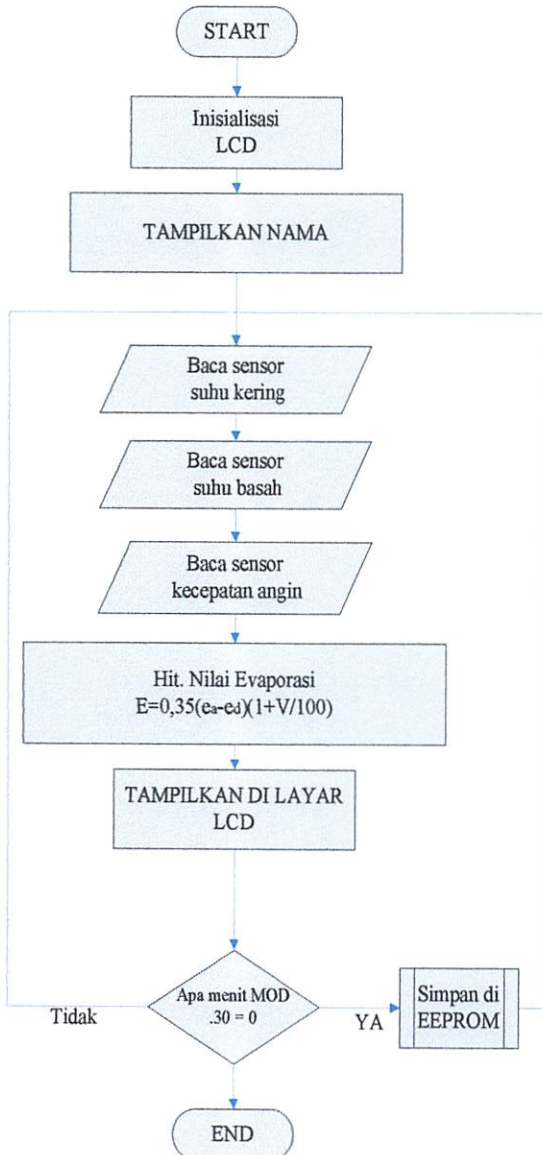 START
Inisialisasi
LCD
TAMPILKAN NAMA
Baca sensor
suhu kering
Baca sensor
suhu basah
Baca sensor
kecepatan angin
Hit. Nilai Evaporasi
E=0,35(ea-ed)(1+V/100)
TAMPILKAN DI LAYAR
LCD
Apa menit MOD
.30 = 0
Tidak
YA
Simpan di
EEPROM
END